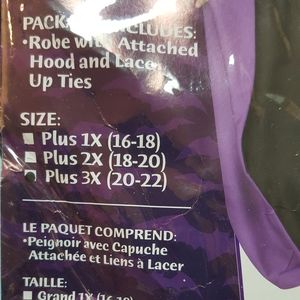 PACKAGE INCLUDES:
•Robe with Attached
Hood and Lace
Up Ties
SIZE:
Plus 1X (16-18)
Plus 2X (18-20)
Plus 3X (20-22)
LE PAQUET COMPREND:
•Peignoir avec Capuche
Attachée et Liens à Lacer
TAILLE:
Grand 1X (16-18)